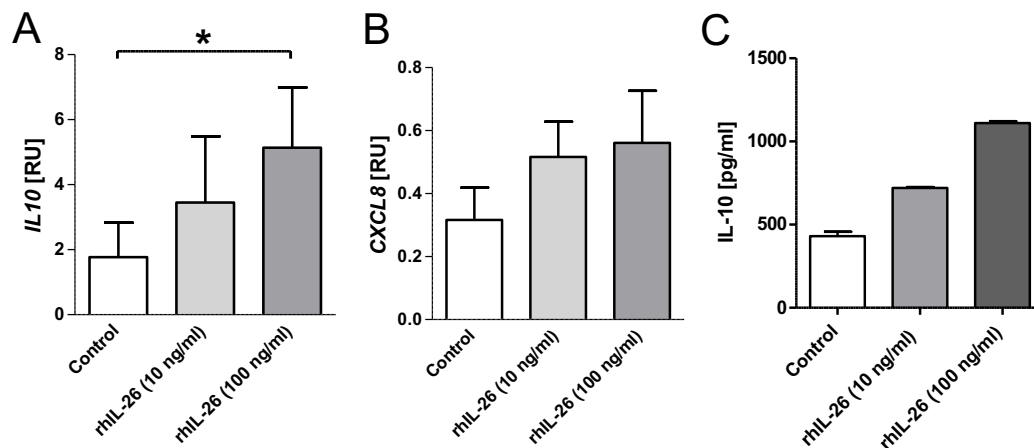 A
*
IL10 [RU]
8
6
4
2
0
Control
rhIL-26 (10 ng/ml)
rhIL-26 (100 ng/ml)
B
CXCL8 [RU]
0.8
0.6
0.4
0.2
0.0
Control
rhIL-26 (10 ng/ml)
rhIL-26 (100 ng/ml)
C
IL-10 [pg/ml]
1500
1000
500
0
Control
rhIL-26 (10 ng/ml)
rhIL-26 (100 ng/ml)